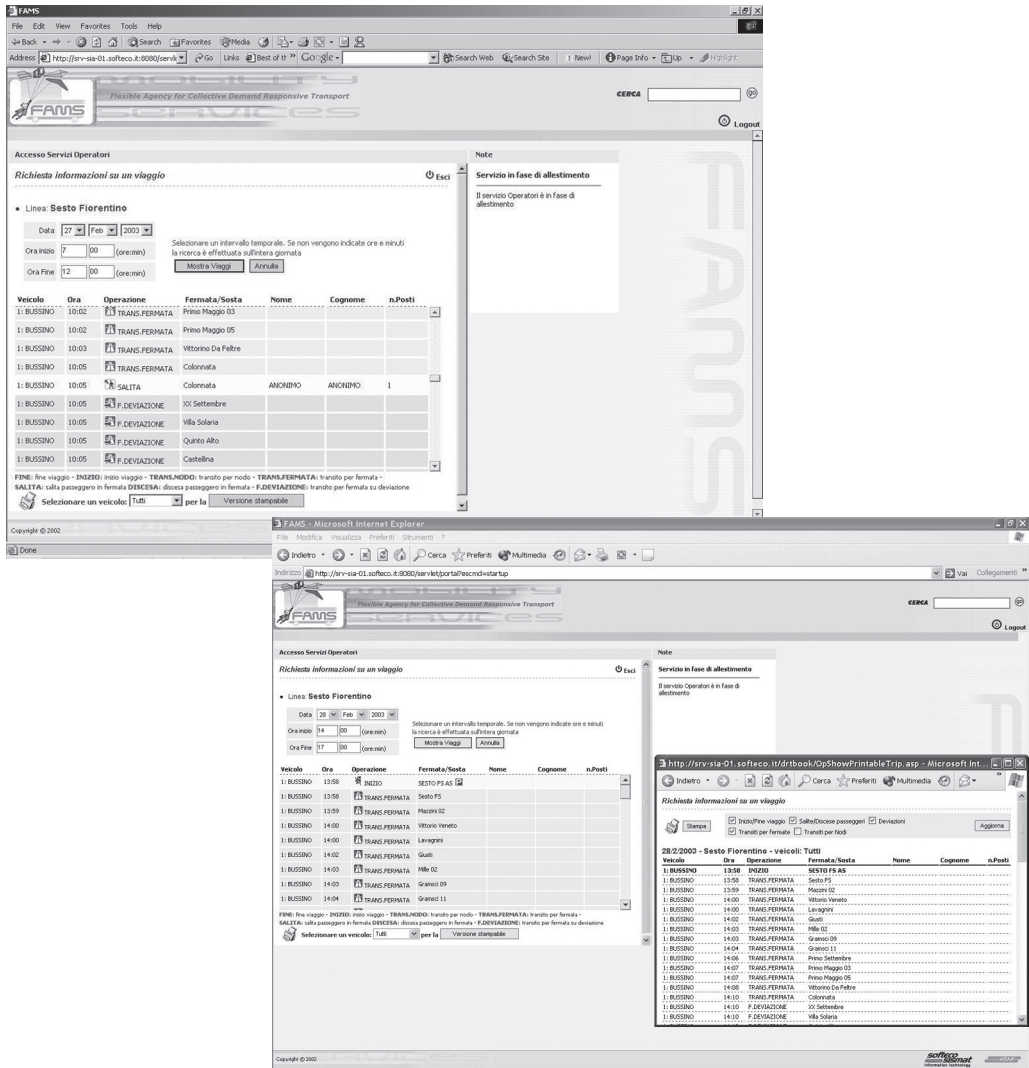 FAMS
File Edit View Favorites Tools Help
Back Search Favorites Media
Address http://srv-sia-01.softeco.it:8080/servl Go Links Best of it Google Search Web Search Site New! Page Info Up Highlight
MOBILITY
Flexible Agency for Collective Demand Responsive Transport
FAMS
SERVICES
CERCA go
Logout
Accesso Servizi Operatori
Note
Richiesta informazioni su un viaggio Esci
Servizio in fase di allestimento
Il servizio Operatori è in fase di
allestimento
FAMS
• Linea: Sesto Fiorentino
Data 27 Feb 2003
Ora inizio 7 00 (ore:min)
Ora Fine 12 00 (ore:min)
Selezionare un intervallo temporale. Se non vengono indicate ore e minuti
la ricerca è effettuata sull'intera giornata
Mostra Viaggi Annulla
Veicolo Ora Operazione Fermata/Sosta Nome Cognome n.Posti
1: BUSSINO 10:02 TRANS.FERMATA Primo Maggio 03
1: BUSSINO 10:02 TRANS.FERMATA Primo Maggio 05
1: BUSSINO 10:03 TRANS.FERMATA Vittorino Da Feltre
1: BUSSINO 10:05 TRANS.FERMATA Colonnata
1: BUSSINO 10:05 SALITA Colonnata ANONIMO ANONIMO 1
1: BUSSINO 10:05 F.DEVIAZIONE XX Settembre
1: BUSSINO 10:05 F.DEVIAZIONE Villa Solaria
1: BUSSINO 10:05 F.DEVIAZIONE Quinto Alto
1: BUSSINO 10:05 F.DEVIAZIONE Castellina
FINE: fine viaggio - INIZIO: inizio viaggio - TRANS.NODO: transito per nodo - TRANS.FERMATA: transito per fermata -
SALITA: salita passeggero in fermata DISCESA: discesa passeggero in fermata - F.DEVIAZIONE: transito per fermata su deviazione
Selezionare un veicolo: Tutti per la Versione stampabile
Copyright © 2002
Done
FAMS - Microsoft Internet Explorer
File Modifica Visualizza Preferiti Strumenti ?
Indietro Cerca Preferiti Multimedia
Indirizzo http://srv-sia-01.softeco.it:8080/servlet/portal?escmd=startup Vai Collegamenti
MOBILITY
Flexible Agency for Collective Demand Responsive Transport
FAMS
SERVICES
CERCA go
Logout
Accesso Servizi Operatori
Note
Richiesta informazioni su un viaggio Esci
Servizio in fase di allestimento
Il servizio Operatori è in fase di
allestimento
• Linea: Sesto Fiorentino
Data 28 Feb 2003
Ora inizio 14 00 (ore:min)
Ora Fine 17 00 (ore:min)
Selezionare un intervallo temporale. Se non vengono indicate ore e minuti
la ricerca è effettuata sull'intera giornata
Mostra Viaggi Annulla
Veicolo Ora Operazione Fermata/Sosta Nome Cognome n.Posti
1: BUSSINO 13:58 INIZIO SESTO FS AS
1: BUSSINO 13:58 TRANS.FERMATA Sesto FS
1: BUSSINO 13:59 TRANS.FERMATA Mazzini 02
1: BUSSINO 14:00 TRANS.FERMATA Vittorio Veneto
1: BUSSINO 14:00 TRANS.FERMATA Lavagnini
1: BUSSINO 14:02 TRANS.FERMATA Giusti
1: BUSSINO 14:03 TRANS.FERMATA Mille 02
1: BUSSINO 14:03 TRANS.FERMATA Gramsci 09
1: BUSSINO 14:04 TRANS.FERMATA Gramsci 11
FINE: fine viaggio - INIZIO: inizio viaggio - TRANS.NODO: transito per nodo - TRANS.FERMATA: transito per fermata -
SALITA: salita passeggero in fermata DISCESA: discesa passeggero in fermata - F.DEVIAZIONE: transito per fermata su deviazione
Selezionare un veicolo: Tutti per la Versione stampabile
Copyright © 2002
softeco sismat
information technology
ATAF
http://srv-sia-01.softeco.it/drtbook/OpShowPrintableTrip.asp - Microsoft Int...
Indietro Cerca Preferiti Multimedia
Richiesta informazioni su un viaggio
Stampa Inizio/Fine viaggio Salite/Discese passeggeri Deviazioni
Transiti per fermate Transiti per Nodi Aggiorna
28/2/2003 - Sesto Fiorentino - veicoli: Tutti
Veicolo Ora Operazione Fermata/Sosta Nome Cognome n.Posti
1: BUSSINO 13:58 INIZIO SESTO FS AS
1: BUSSINO 13:58 TRANS.FERMATA Sesto FS
1: BUSSINO 13:59 TRANS.FERMATA Mazzini 02
1: BUSSINO 14:00 TRANS.FERMATA Vittorio Veneto
1: BUSSINO 14:00 TRANS.FERMATA Lavagnini
1: BUSSINO 14:02 TRANS.FERMATA Giusti
1: BUSSINO 14:03 TRANS.FERMATA Mille 02
1: BUSSINO 14:03 TRANS.FERMATA Gramsci 09
1: BUSSINO 14:04 TRANS.FERMATA Gramsci 11
1: BUSSINO 14:06 TRANS.FERMATA Primo Settembre
1: BUSSINO 14:07 TRANS.FERMATA Primo Maggio 03
1: BUSSINO 14:07 TRANS.FERMATA Primo Maggio 05
1: BUSSINO 14:08 TRANS.FERMATA Vittorino Da Feltre
1: BUSSINO 14:10 TRANS.FERMATA Colonnata
1: BUSSINO 14:10 F.DEVIAZIONE XX Settembre
1: BUSSINO 14:10 F.DEVIAZIONE Villa Solaria